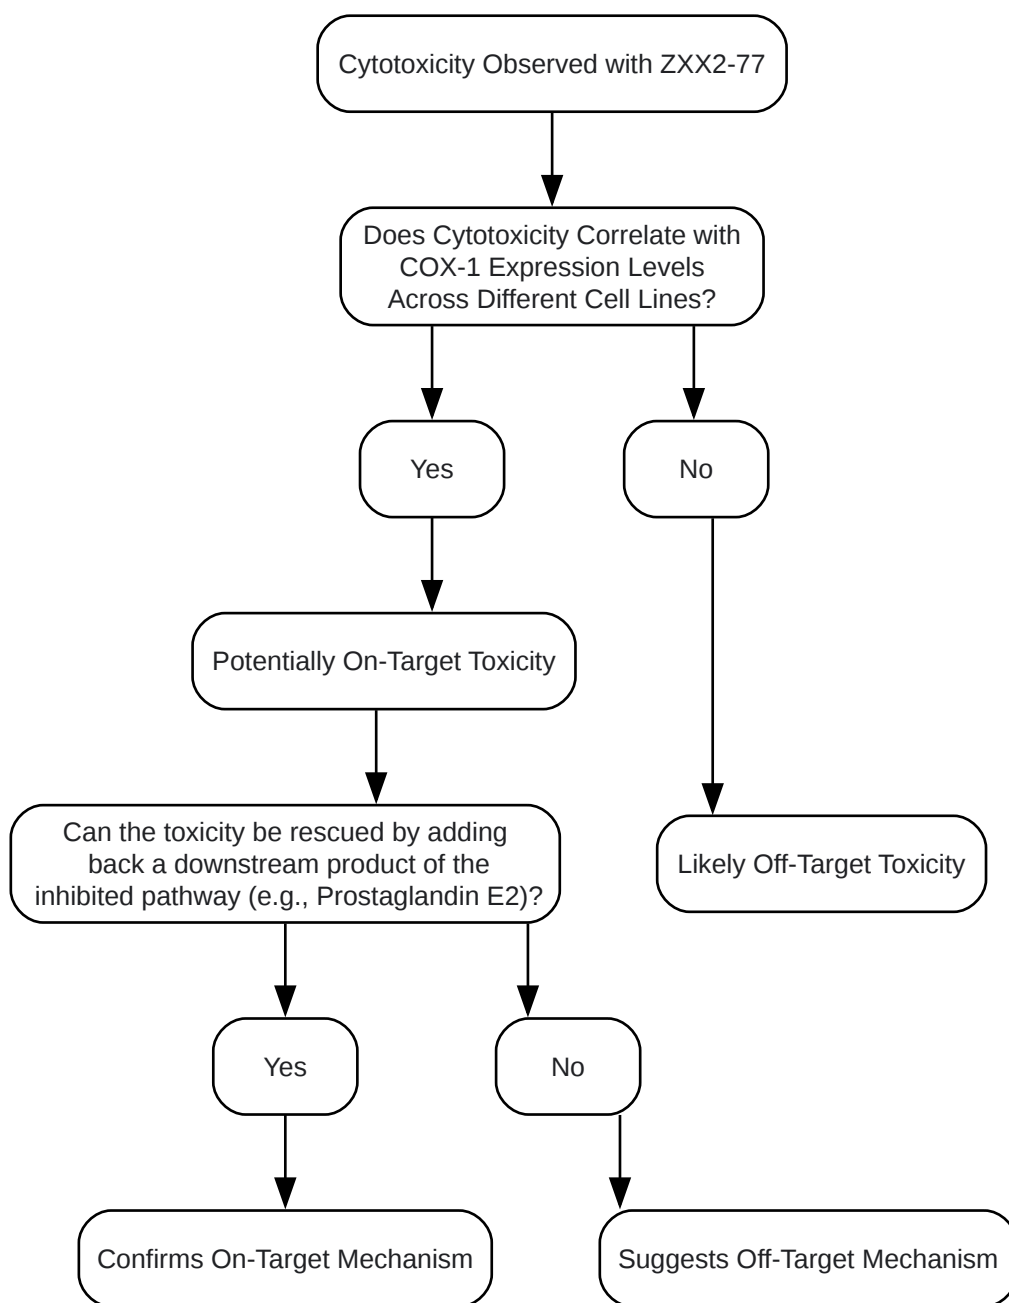 Cytotoxicity Observed with ZXX2-77
Does Cytotoxicity Correlate with
COX-1 Expression Levels
Across Different Cell Lines?
Yes
No
Potentially On-Target Toxicity
Can the toxicity be rescued by adding
back a downstream product of the
inhibited pathway (e.g., Prostaglandin E2)?
Likely Off-Target Toxicity
Yes
No
Confirms On-Target Mechanism
Suggests Off-Target Mechanism